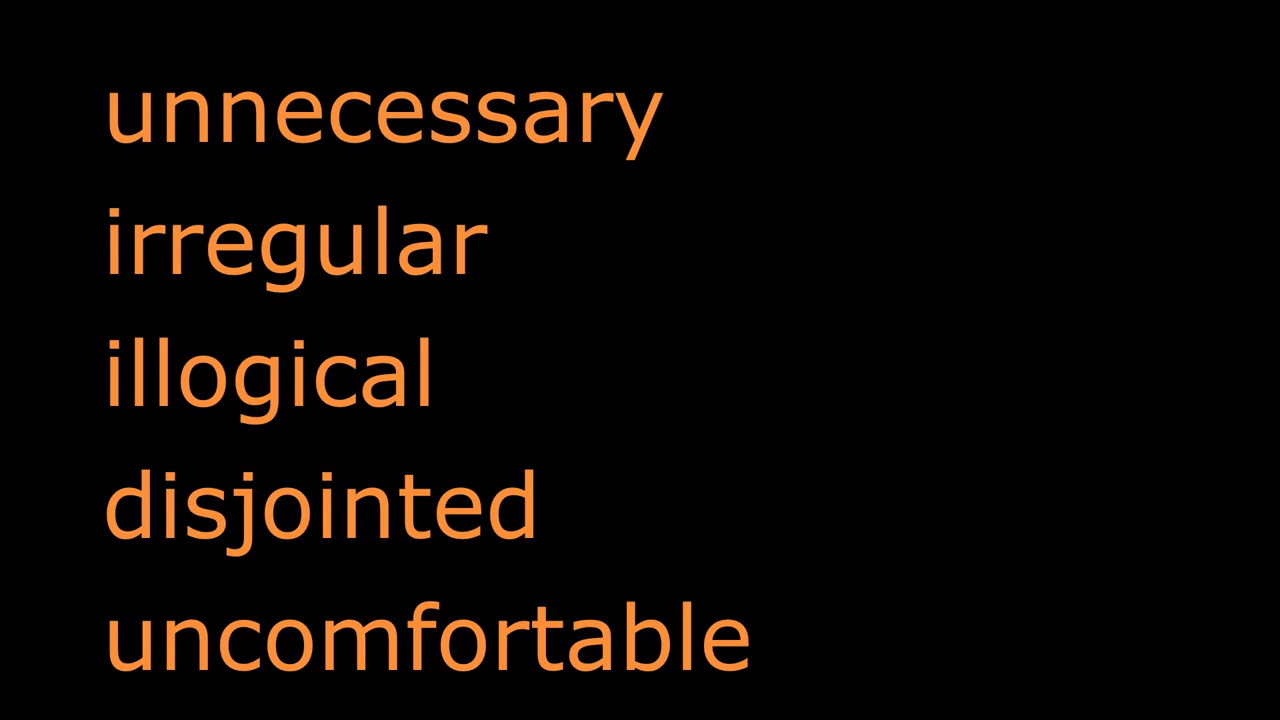 unnecessary
irregular
illogical
disjointed
uncomfortable